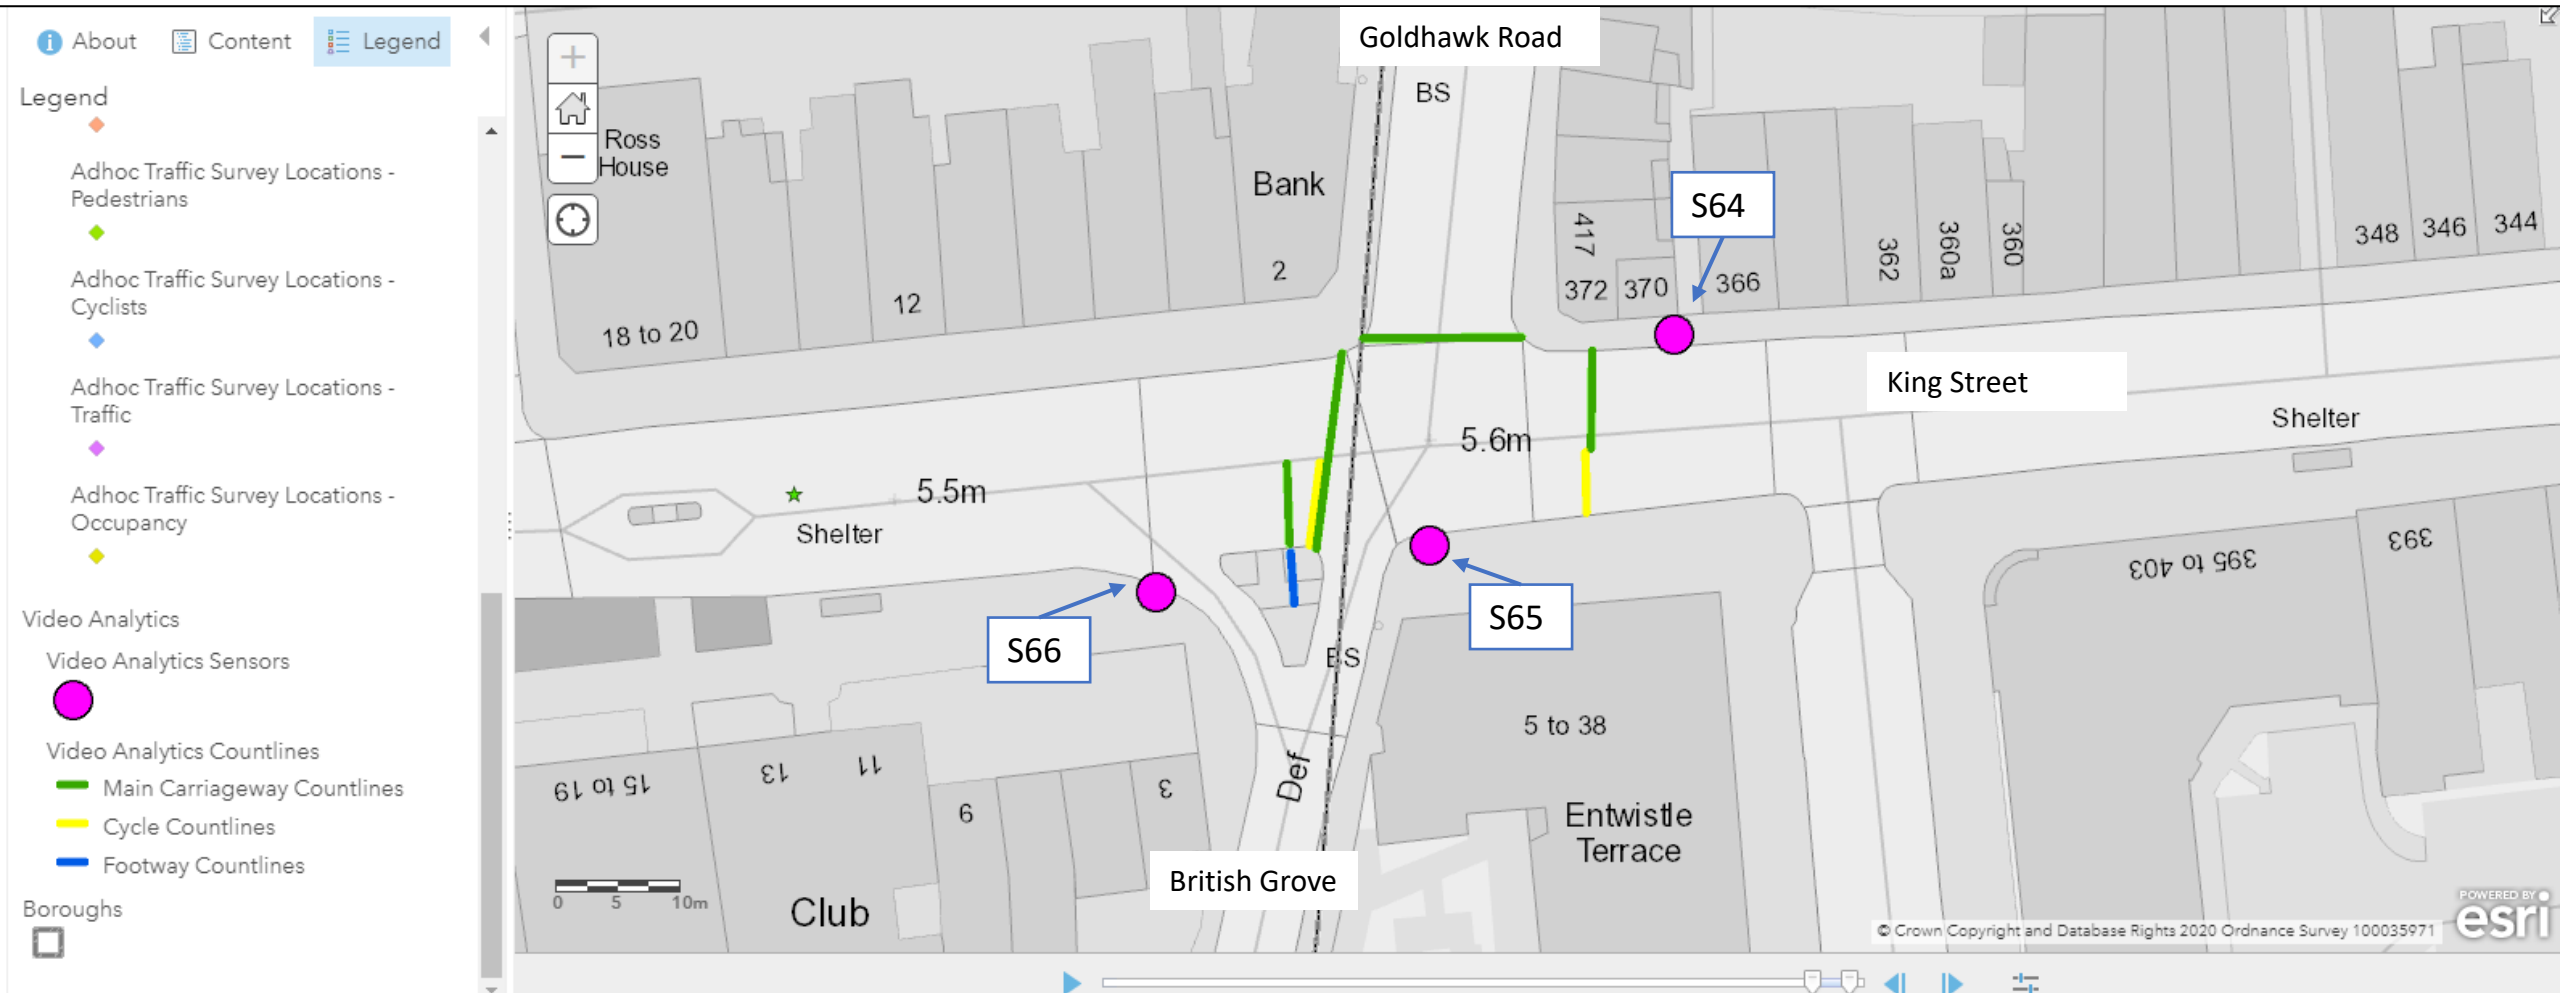 About
Content
Legend
Legend
Adhoc Traffic Survey Locations -
Pedestrians
Adhoc Traffic Survey Locations -
Cyclists
Adhoc Traffic Survey Locations -
Traffic
Adhoc Traffic Survey Locations -
Occupancy
Video Analytics
Video Analytics Sensors
Video Analytics Countlines
Main Carriageway Countlines
Cycle Countlines
Footway Countlines
Boroughs
Goldhawk Road
BS
Ross
House
Bank
2
12
18 to 20
S64
417
372
370
366
362
360a
360
348
346
344
King Street
Shelter
5.6m
5.5m
Shelter
S66
S65
BS
393
395 to 403
5 to 38
Def
15 to 19
13
11
9
3
Entwistle
Terrace
British Grove
Club
0 5 10m
POWERED BY
esri
© Crown Copyright and Database Rights 2020 Ordnance Survey 100035971